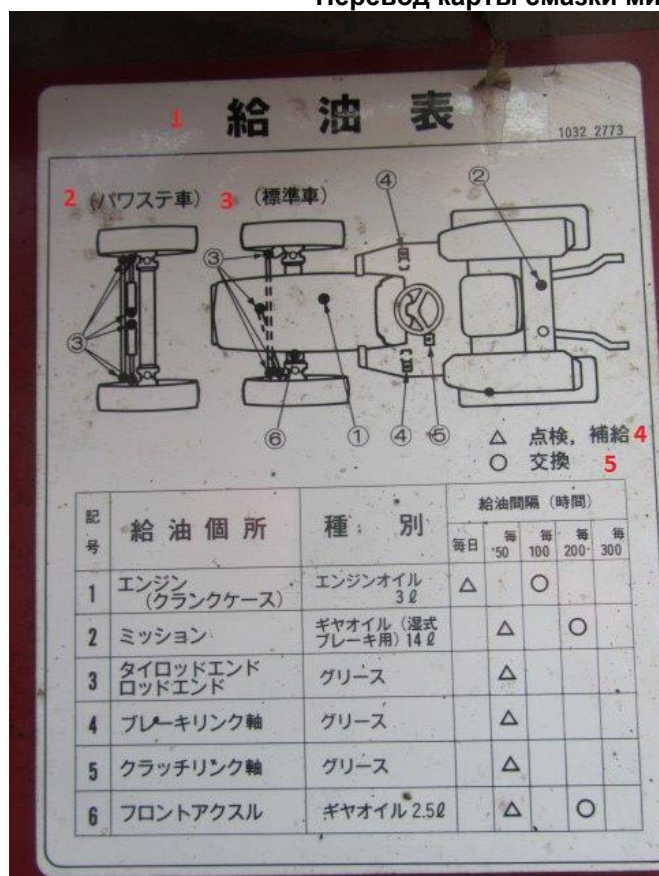 Перевод карты смазки ми
1 給油表
1032 2773
2 (パワステ車) 3 (標準車)
④ ②
③
③
⑥ ① ④ ⑤
△ 点検，補給 4
○ 交換 5
記号 給油個所 種別 給油間隔（時間）
毎日 毎50 毎100 毎200 毎300
1 エンジン（クランクケース） エンジンオイル 3ℓ △ ○
2 ミッション ギヤオイル（湿式ブレーキ用）14ℓ △ ○
3 タイロッドエンド ロッドエンド グリース △
4 ブレーキリンク軸 グリース △
5 クラッチリンク軸 グリース △
6 フロントアクスル ギヤオイル 2.5ℓ △ ○